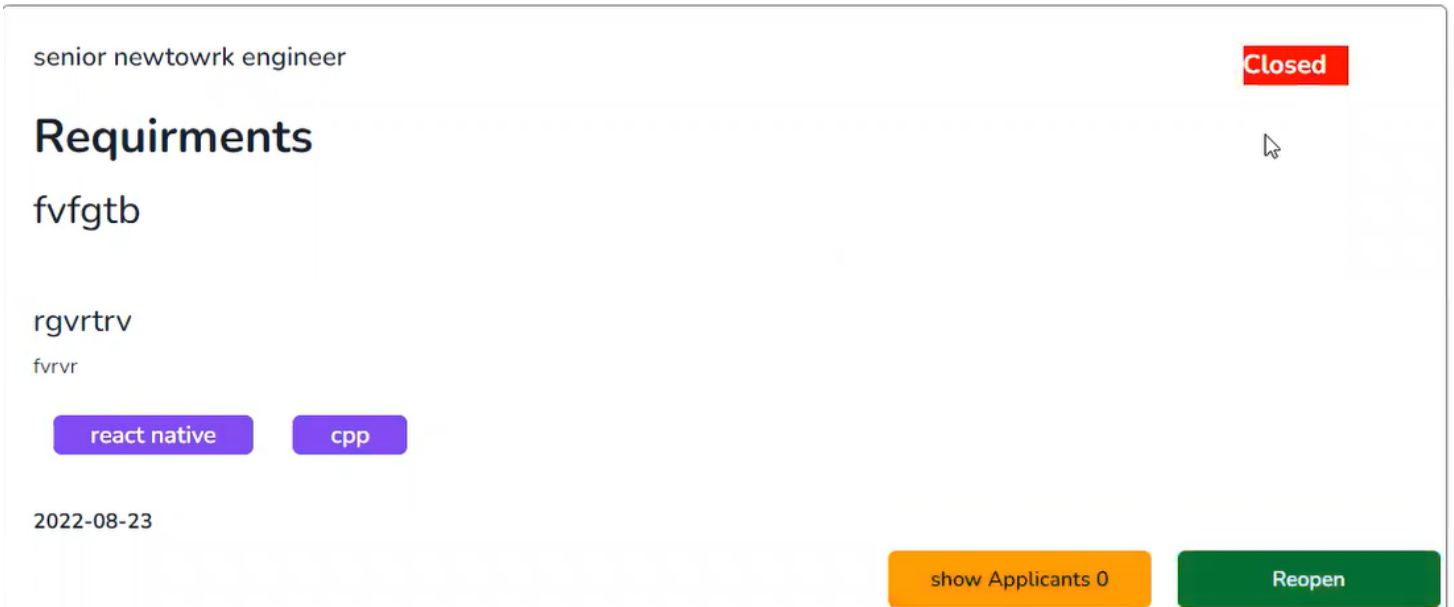 senior newtowrk engineer
Closed
Requirments
fvfgtb
rgvrtrv
fvrvr
react native
cpp
2022-08-23
show Applicants 0
Reopen